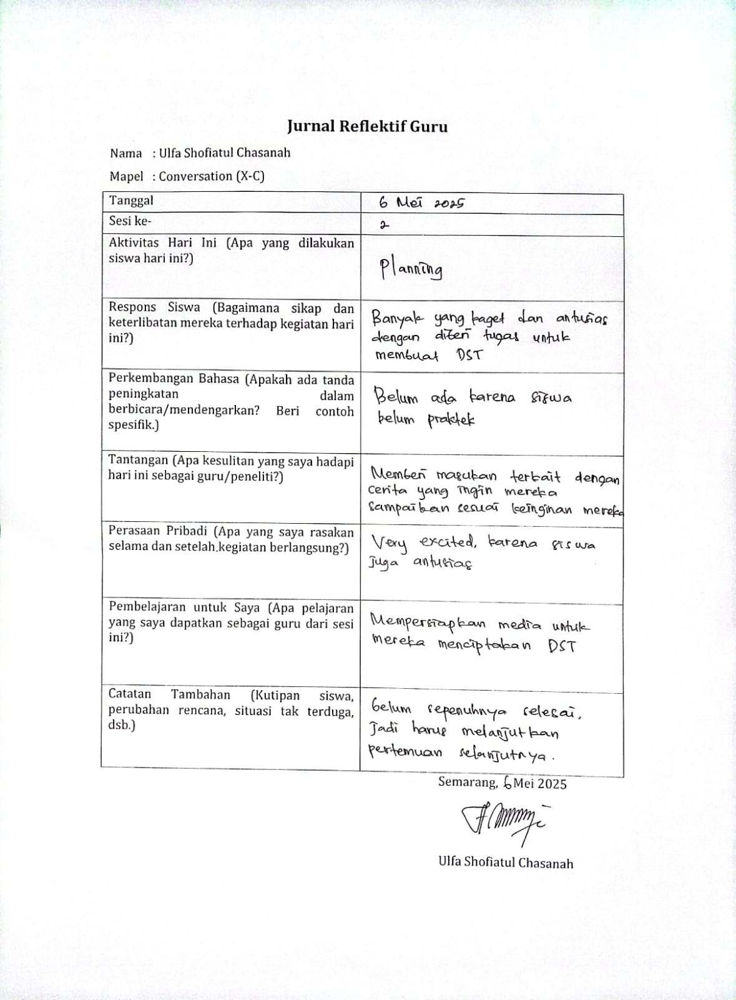 Jurnal Reflektif Guru
Nama : Ulfa Shofiatul Chasanah
Mapel : Conversation (X-C)
Tanggal
6 Mei 2025
Sesi ke-
2
Aktivitas Hari Ini (Apa yang dilakukan
siswa hari ini?)
Planning
Respons Siswa (Bagaimana sikap dan
keterlibatan mereka terhadap kegiatan hari
ini?)
Banyak yang kaget dan antusias
dengan diberi tugas untuk
membuat DST
Perkembangan Bahasa (Apakah ada tanda
peningkatan dalam
berbicara/mendengarkan? Beri contoh
spesifik.)
Belum ada karena siswa
belum praktek
Tantangan (Apa kesulitan yang saya hadapi
hari ini sebagai guru/peneliti?)
Memberi masukan terkait dengan
cerita yang ingin mereka
sampaikan sesuai keinginan mereka
Perasaan Pribadi (Apa yang saya rasakan
selama dan setelah kegiatan berlangsung?)
Very excited, karena siswa
juga antusias
Pembelajaran untuk Saya (Apa pelajaran
yang saya dapatkan sebagai guru dari sesi
ini?)
Mempersiapkan media untuk
mereka menciptakan DST
Catatan Tambahan (Kutipan siswa,
perubahan rencana, situasi tak terduga,
dsb.)
belum sepenuhnya selesai,
jadi harus melanjutkan
pertemuan selanjutnya.
Semarang, 6 Mei 2025
Ulfa Shofiatul Chasanah